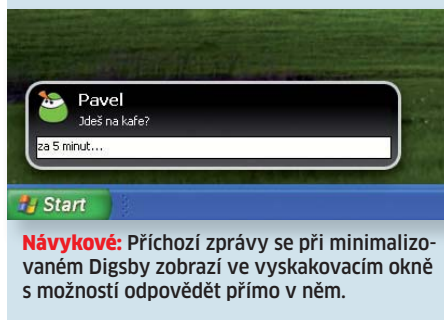 Pavel
Jdeš na kafe?
za 5 minut...
Start
Návykové: Příchozí zprávy se při minimalizo-
vaném Digsby zobrazí ve vyskakovacím okně
s možností odpovědět přímo v něm.